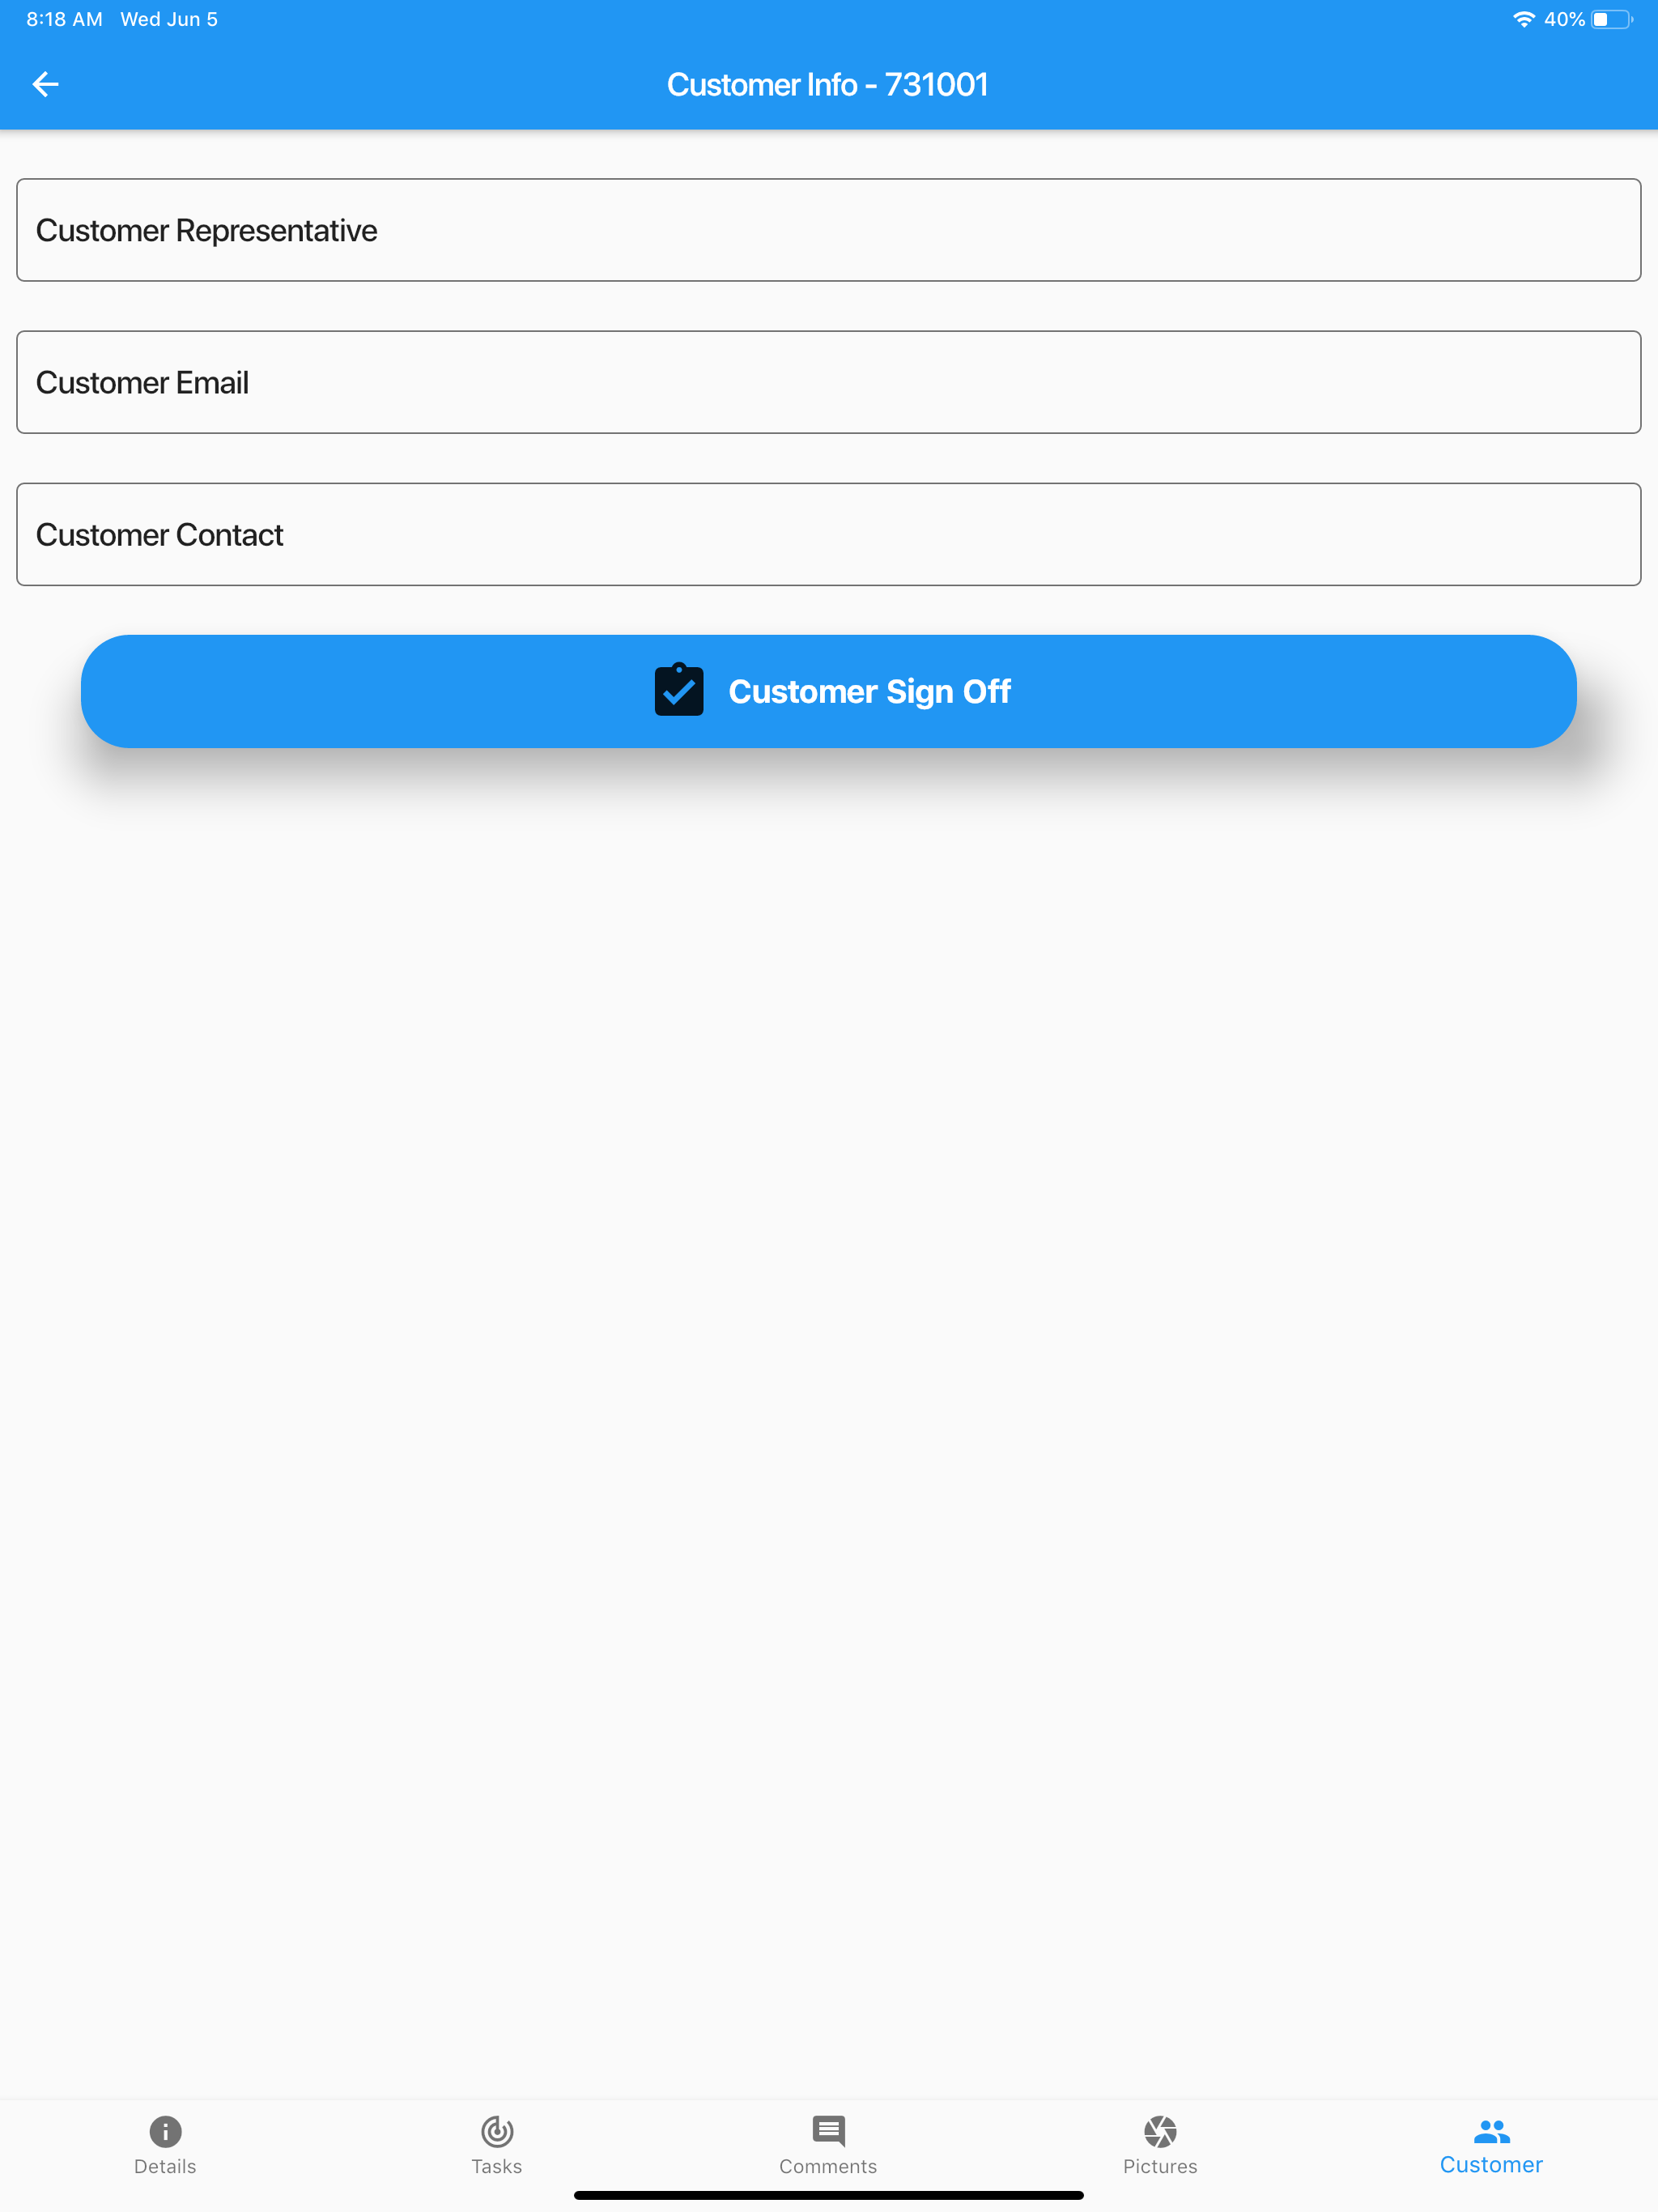 8:18 AM Wed Jun 5 40%
Customer Info - 731001
Customer Representative
Customer Email
Customer Contact
Customer Sign Off
Details Tasks Comments Pictures Customer